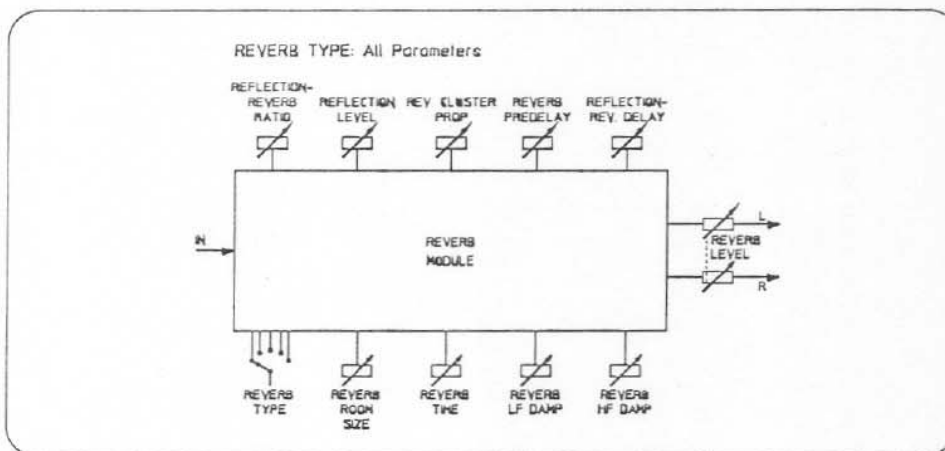 REVERB TYPE: All Parameters
REFLECTION-
REVERB
RATIO
REFLECTION
LEVEL
REV. CLUSTER
PROP
REVERB
PREDELAY
REFLECTION-
REV. DELAY
IN
REVERB
MODULE
L
REVERB
LEVEL
R
REVERB
TYPE
REVERB
ROOM
SIZE
REVERB
TIME
REVERB
LF DAMP
REVERB
HF DAMP